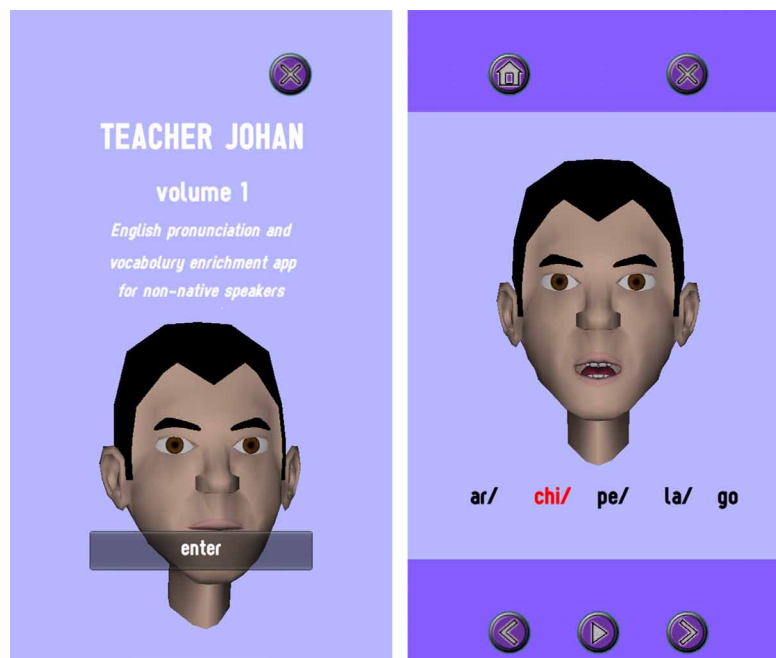 TEACHER JOHAN
volume 1
English pronunciation and
vocabolury enrichment app
for non-native speakers
enter
ar/ chi/ pe/ la/ go